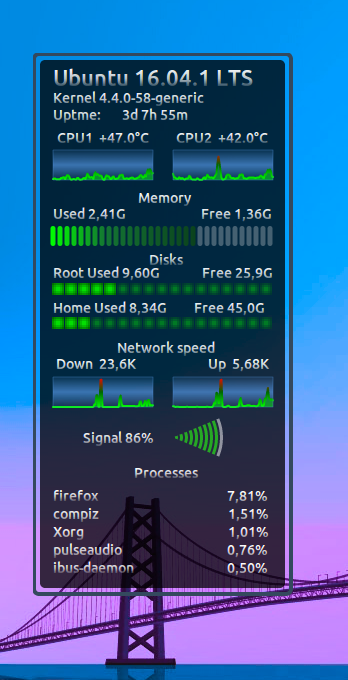 Ubuntu 16.04.1 LTS
Kernel 4.4.0-58-generic
Uptme: 3d 7h 55m
CPU1 +47.0°C CPU2 +42.0°C
Memory
Used 2,41G Free 1,36G
Disks
Root Used 9,60G Free 25,9G
Home Used 8,34G Free 45,0G
Network speed
Down 23,6K Up 5,68K
Signal 86%
Processes
firefox 7,81%
compiz 1,51%
Xorg 1,01%
pulseaudio 0,76%
ibus-daemon 0,50%